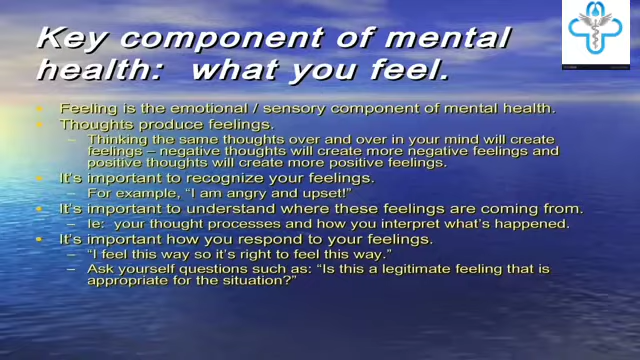 Key component of mental
health:  what you feel.
Feeling is the emotional / sensory component of mental health.
Thoughts produce feelings.
– Thinking the same thoughts over and over in your mind will create
feelings – negative thoughts will create more negative feelings and
positive thoughts will create more positive feelings.
It's important to recognize your feelings.
– For example, "I am angry and upset!"
It's important to understand where these feelings are coming from.
– Ie:  your thought processes and how you interpret what's happened.
It's important how you respond to your feelings.
– "I feel this way so it's right to feel this way."
– Ask yourself questions such as: "Is this a legitimate feeling that is
appropriate for the situation?"